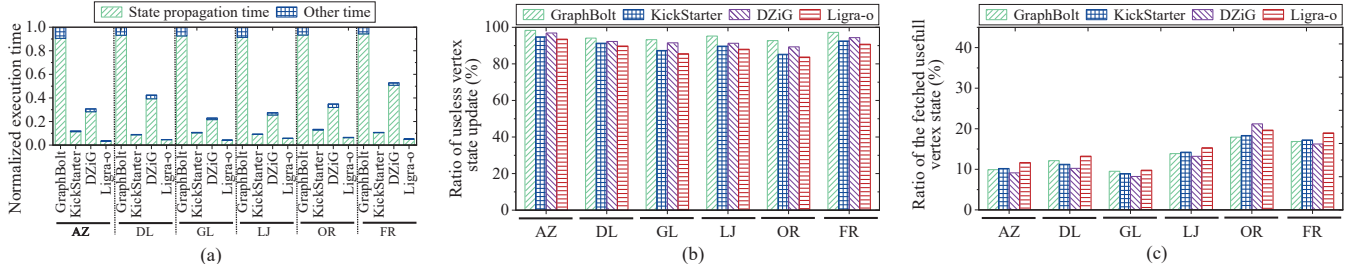 State propagation time Other time
Normalized execution time
1.0
0.8
0.6
0.4
0.2
0.0
GraphBolt KickStarter DZiG Ligra-o GraphBolt KickStarter DZiG Ligra-o GraphBolt KickStarter DZiG Ligra-o GraphBolt KickStarter DZiG Ligra-o GraphBolt KickStarter DZiG Ligra-o GraphBolt KickStarter DZiG Ligra-o
AZ DL GL LJ OR FR
(a)
GraphBolt KickStarter DZiG Ligra-o
Ratio of useless vertex
state update (%)
100
80
60
40
20
0
AZ DL GL LJ OR FR
(b)
GraphBolt KickStarter DZiG Ligra-o
Ratio of the fetched usefull
vertex state (%)
40
30
20
10
0
AZ DL GL LJ OR FR
(c)